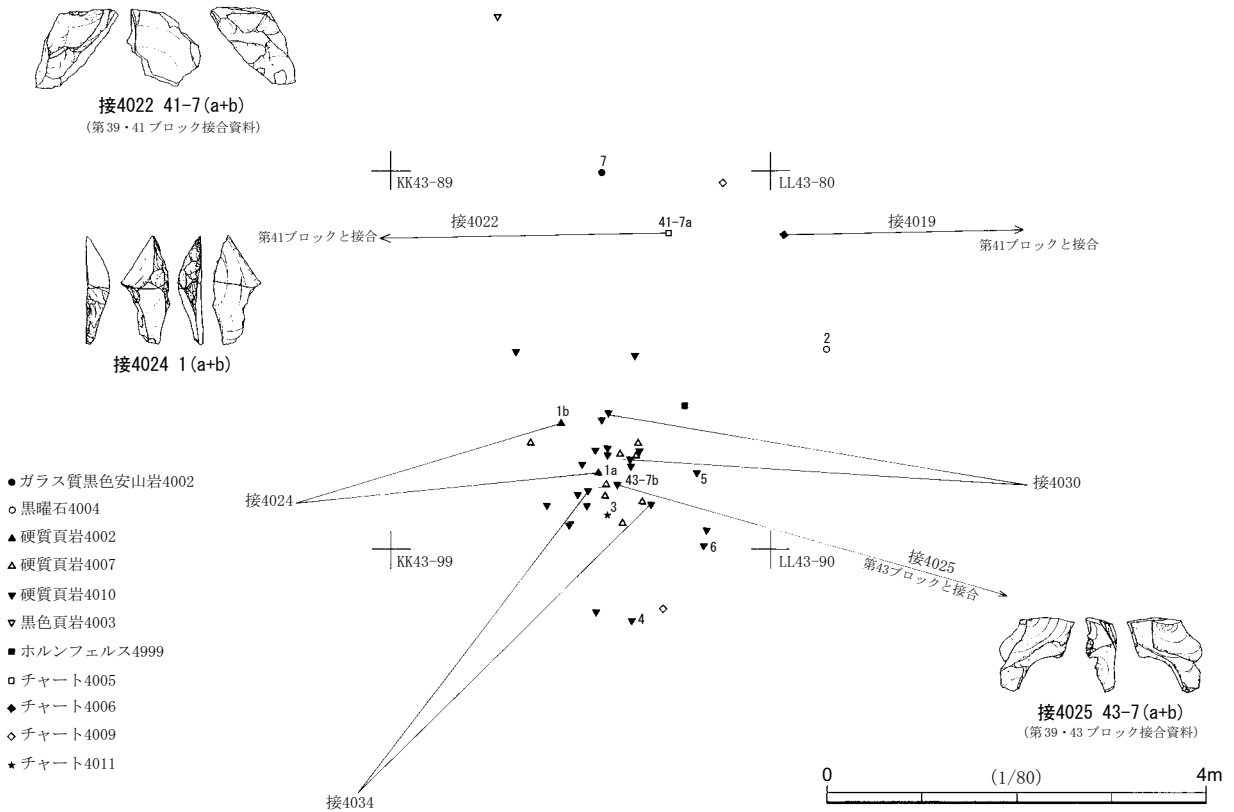 接4022 41-7(a+b)
(第39・41ブロック接合資料)
7
KK43-89
LL43-80
接4022
41-7a
接4019
第41ブロックと接合
第41ブロックと接合
接4024 1(a+b)
2
1b
1a
43-7b
5
接4030
接4024
3
6
KK43-99
LL43-90
接4025
第43ブロックと接合
4
●ガラス質黒色安山岩4002
○黒曜石4004
▲硬質頁岩4002
△硬質頁岩4007
▼硬質頁岩4010
▽黒色頁岩4003
■ホルンフェルス4999
□チャート4005
◆チャート4006
◇チャート4009
★チャート4011
接4025 43-7(a+b)
(第39・43ブロック接合資料)
接4034
0 (1/80) 4m